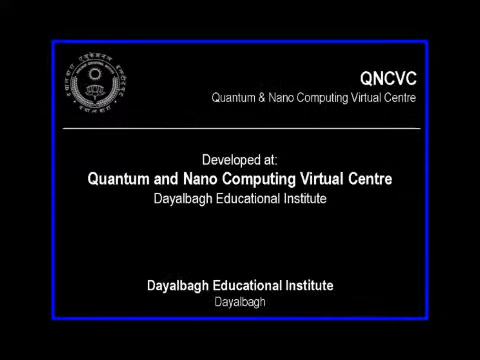 QNCVC
Quantum & Nano Computing Virtual Centre
Developed at:
Quantum and Nano Computing Virtual Centre
Dayalbagh Educational Institute
Dayalbagh Educational Institute
Dayalbagh